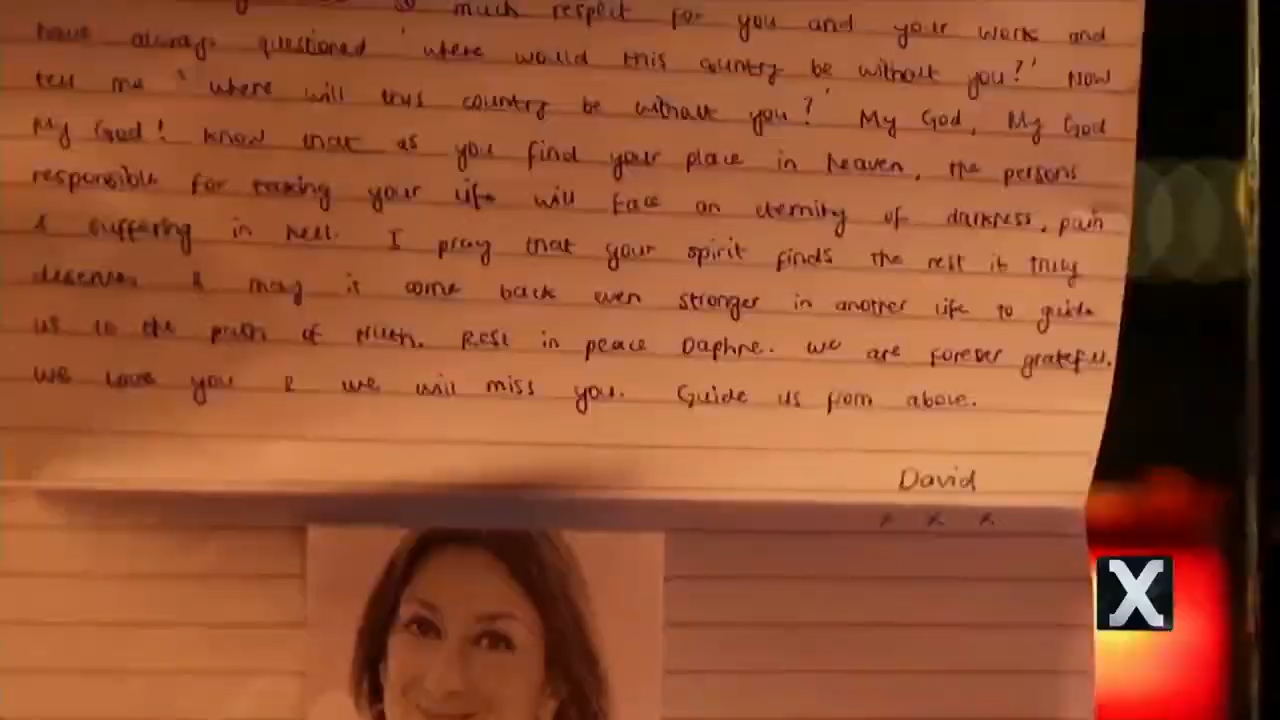 much respect for you and your work and
have always questioned 'where would this country be without you?' Now
tell me 'where will this country be without you?' My God, My God
My God! Know that as you find your place in heaven, the persons
responsible for taking your life will face an eternity of darkness, pain
& suffering in hell. I pray that your spirit finds the rest it truly
deserves & may it come back even stronger in another life to guide
us to the path of truth. Rest in peace Daphne. We are forever grateful.
We love you & we will miss you. Guide us from above.
David
x x x
X